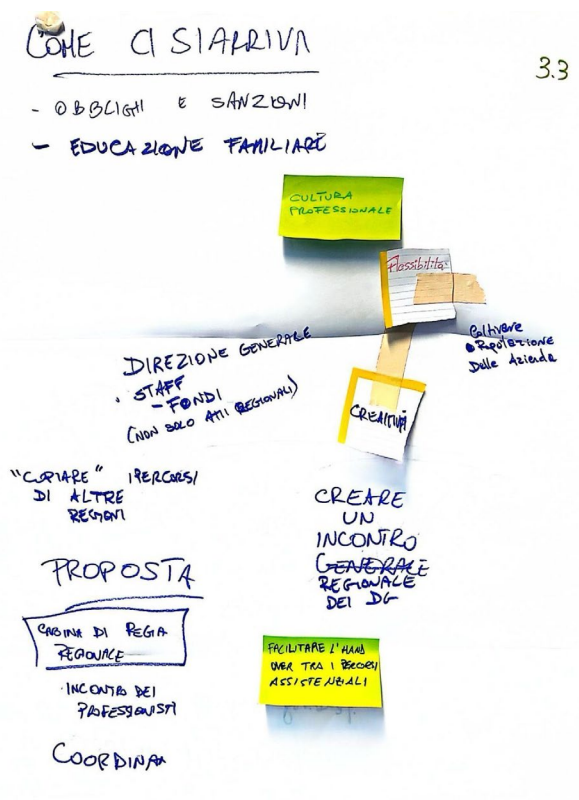 COME CI SI ARRIVA
3.3
- OBBLIGHI E SANZIONI
- EDUCAZIONE FAMILIARE
CULTURA
PROFESSIONALE
Flessibilità
Coltivare
Reputazione
Delle Azienda
DIREZIONE GENERALE
· STAFF
- FONDI
(NON SOLO ATTI REGIONALI)
CREATIVITÀ
"COPIARE" I PERCORSI
DI ALTRE
REGIONI
CREARE
UN
INCONTRO
GENERALE
REGIONALE
DEI DG
PROPOSTA
CABINA DI REGIA
REGIONALE
· INCONTRO DEI
PROFESSIONISTI
COORDINA
FACILITARE L'HAND
OVER TRA I PERCORSI
ASSISTENZIALI